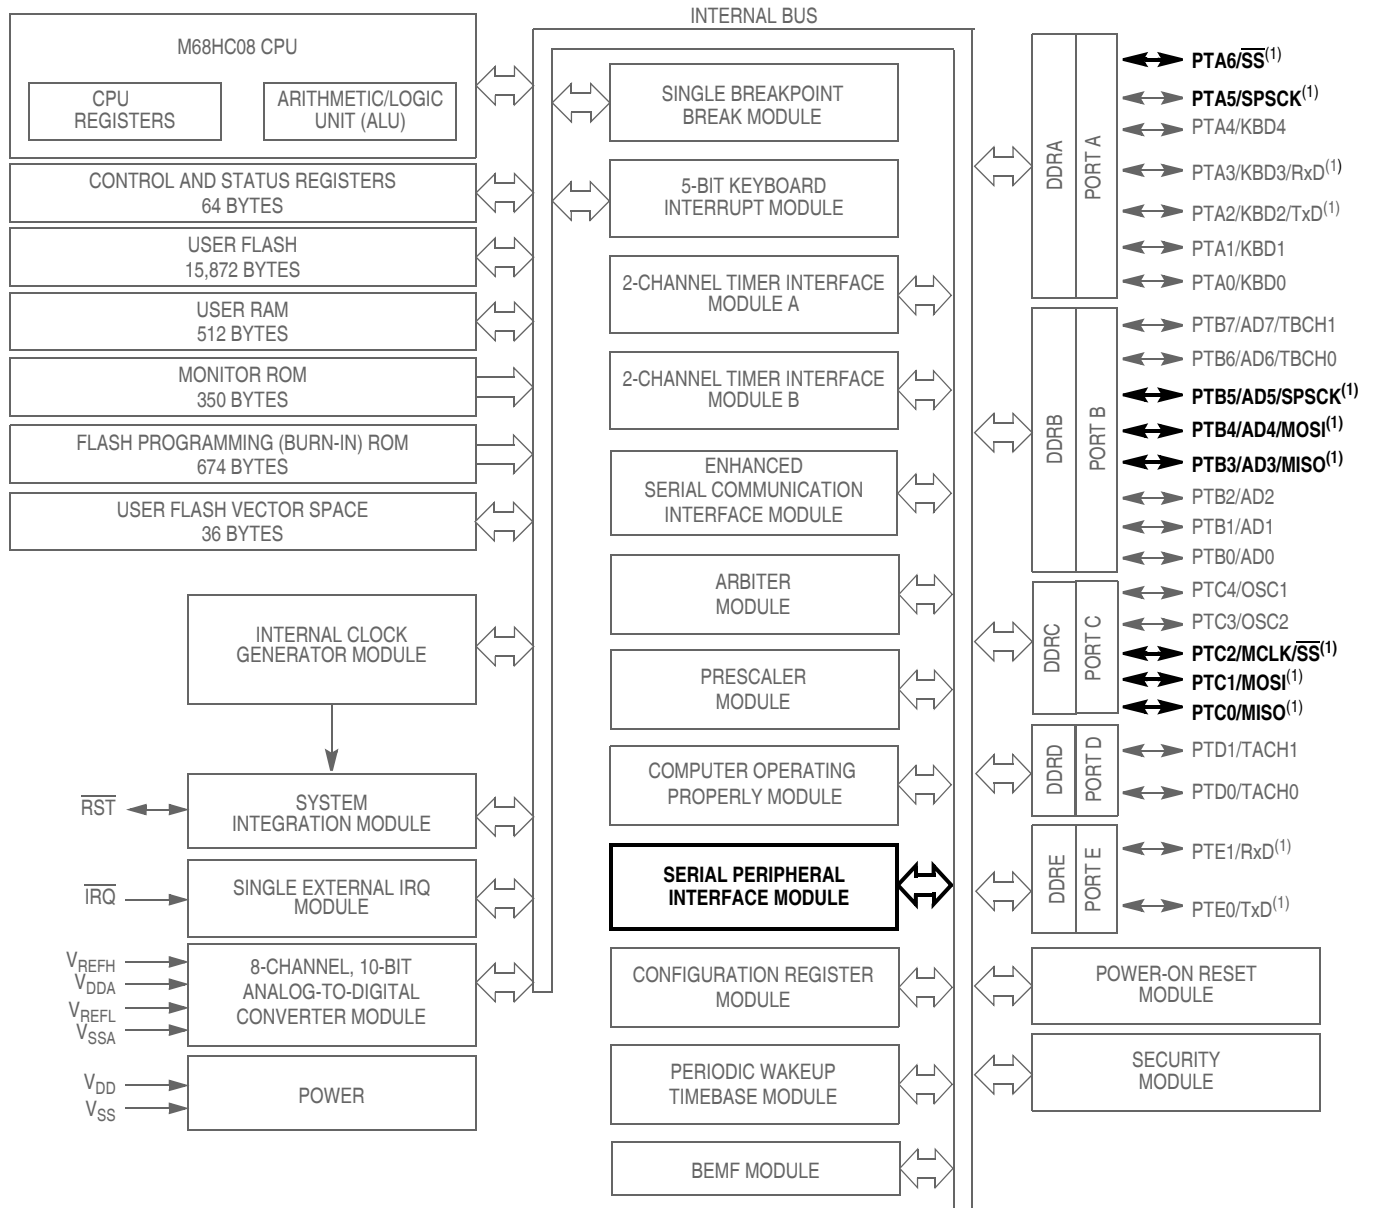 INTERNAL BUS
M68HC08 CPU
CPU
REGISTERS
ARITHMETIC/LOGIC
UNIT (ALU)
CONTROL AND STATUS REGISTERS
64 BYTES
USER FLASH
15,872 BYTES
USER RAM
512 BYTES
MONITOR ROM
350 BYTES
FLASH PROGRAMMING (BURN-IN) ROM
674 BYTES
USER FLASH VECTOR SPACE
36 BYTES
INTERNAL CLOCK
GENERATOR MODULE
RST
SYSTEM
INTEGRATION MODULE
IRQ
SINGLE EXTERNAL IRQ
MODULE
VREFH
VDDA
VREFL
VSSA
8-CHANNEL, 10-BIT
ANALOG-TO-DIGITAL
CONVERTER MODULE
VDD
VSS
POWER
SINGLE BREAKPOINT
BREAK MODULE
5-BIT KEYBOARD
INTERRUPT MODULE
2-CHANNEL TIMER INTERFACE
MODULE A
2-CHANNEL TIMER INTERFACE
MODULE B
ENHANCED
SERIAL COMMUNICATION
INTERFACE MODULE
ARBITER
MODULE
PRESCALER
MODULE
COMPUTER OPERATING
PROPERLY MODULE
SERIAL PERIPHERAL
INTERFACE MODULE
CONFIGURATION REGISTER
MODULE
PERIODIC WAKEUP
TIMEBASE MODULE
BEMF MODULE
DDRA
PORT A
PTA6/SS(1)
PTA5/SPSCK(1)
PTA4/KBD4
PTA3/KBD3/RxD(1)
PTA2/KBD2/TxD(1)
PTA1/KBD1
PTA0/KBD0
DDRB
PORT B
PTB7/AD7/TBCH1
PTB6/AD6/TBCH0
PTB5/AD5/SPSCK(1)
PTB4/AD4/MOSI(1)
PTB3/AD3/MISO(1)
PTB2/AD2
PTB1/AD1
PTB0/AD0
DDRC
PORT C
PTC4/OSC1
PTC3/OSC2
PTC2/MCLK/SS(1)
PTC1/MOSI(1)
PTC0/MISO(1)
DDRD
PORT D
PTD1/TACH1
PTD0/TACH0
DDRE
PORT E
PTE1/RxD(1)
PTE0/TxD(1)
POWER-ON RESET
MODULE
SECURITY
MODULE